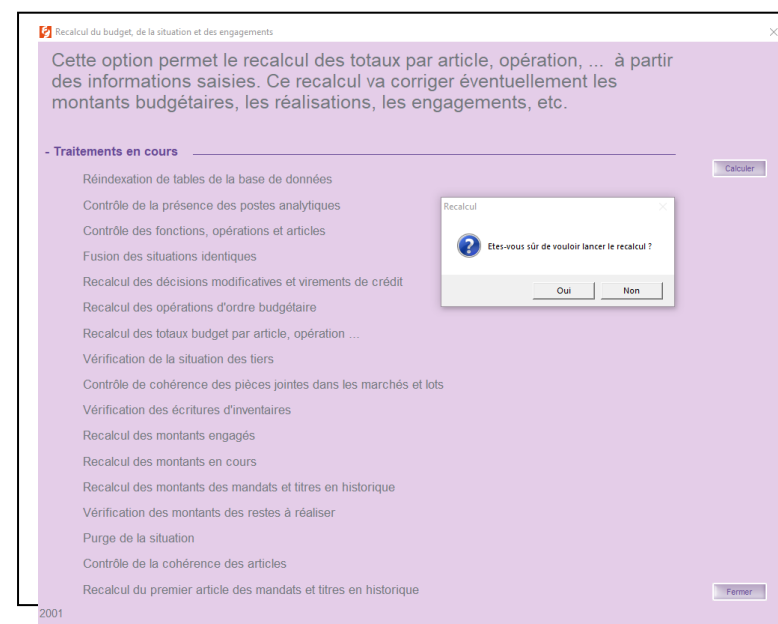 Recalcul du budget, de la situation et des engagements
Cette option permet le recalcul des totaux par article, opération, ... à partir
des informations saisies. Ce recalcul va corriger éventuellement les
montants budgétaires, les réalisations, les engagements, etc.
- Traitements en cours
Calculer
Réindexation de tables de la base de données
Contrôle de la présence des postes analytiques
Contrôle des fonctions, opérations et articles
Fusion des situations identiques
Recalcul des décisions modificatives et virements de crédit
Recalcul des opérations d'ordre budgétaire
Recalcul des totaux budget par article, opération ...
Vérification de la situation des tiers
Contrôle de cohérence des pièces jointes dans les marchés et lots
Vérification des écritures d'inventaires
Recalcul des montants engagés
Recalcul des montants en cours
Recalcul des montants des mandats et titres en historique
Vérification des montants des restes à réaliser
Purge de la situation
Contrôle de la cohérence des articles
Recalcul du premier article des mandats et titres en historique
Recalcul
Etes-vous sûr de vouloir lancer le recalcul ?
Oui
Non
Fermer
2001